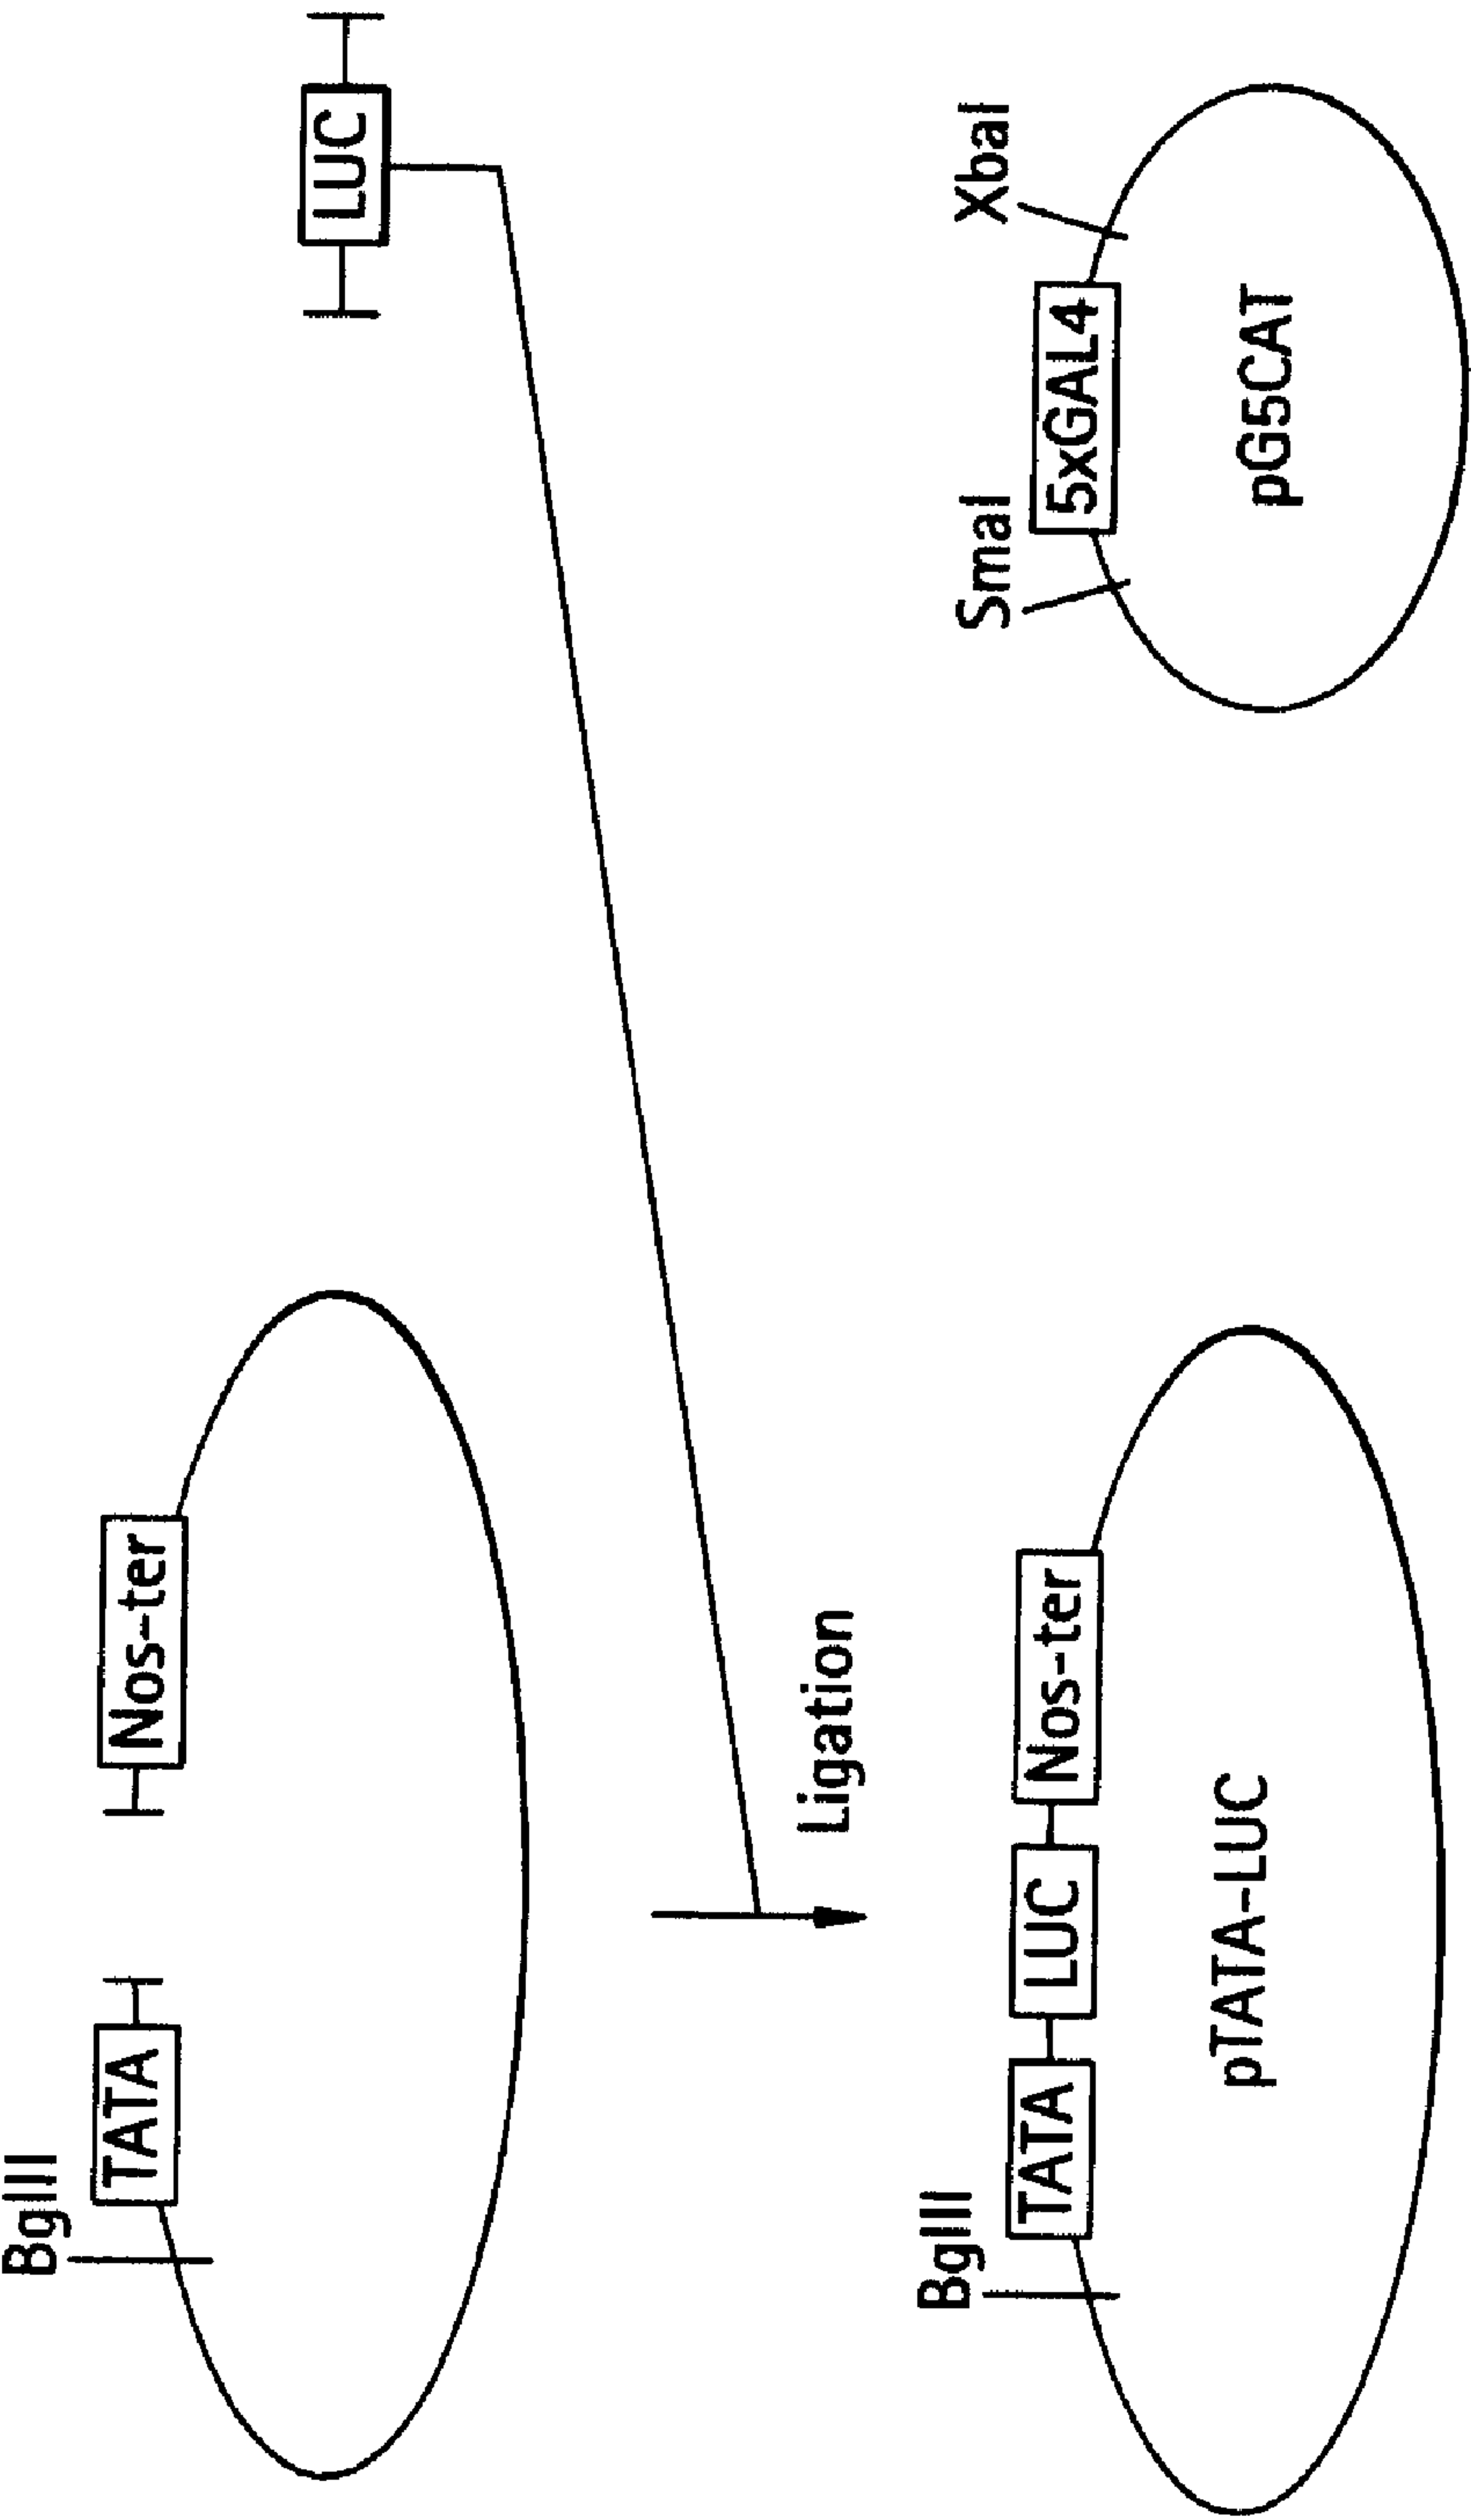 BglII
TATA
Nos-ter
LUC
Ligation
BglII
TATA
LUC
Nos-ter
pTATA-LUC
SmaI
XbaI
5xGAL4
pG5CAT